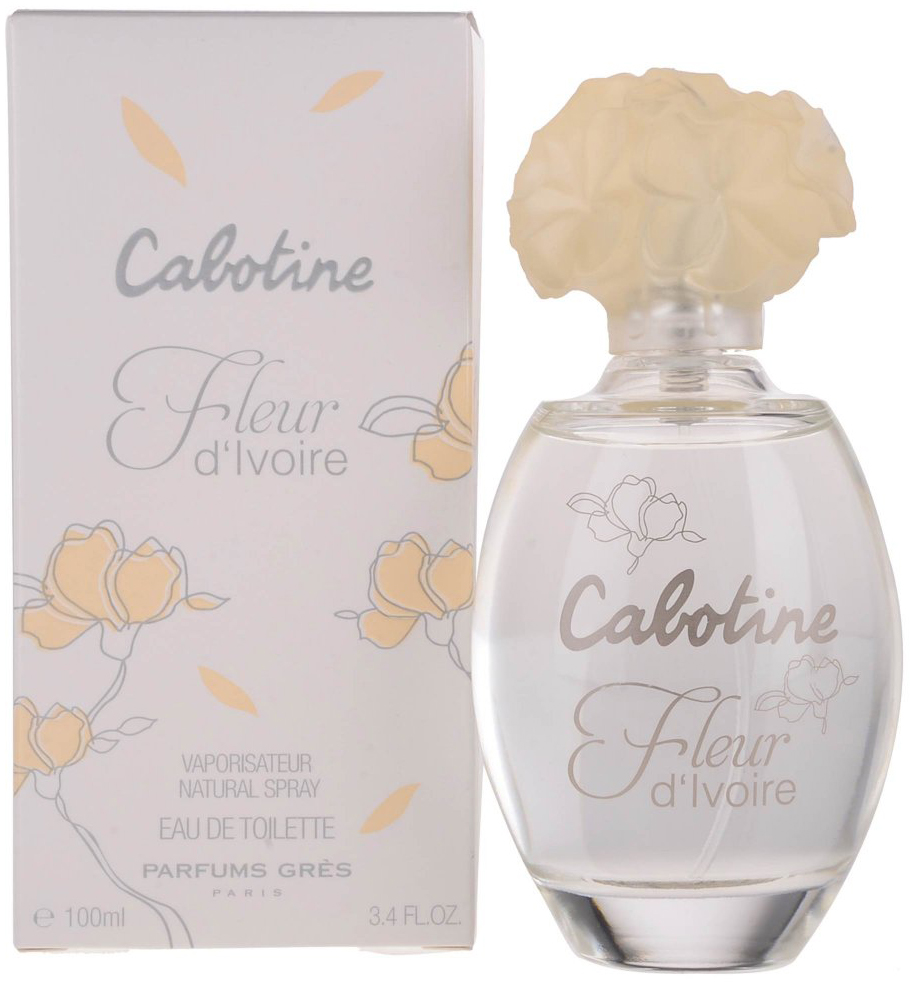 Cabotine
Fleur
d'Ivoire
VAPORISATEUR
NATURAL SPRAY
EAU DE TOILETTE
PARFUMS GRÈS
PARIS
e 100ml
3.4 FL.OZ.
Cabotine
Fleur
d'Ivoire